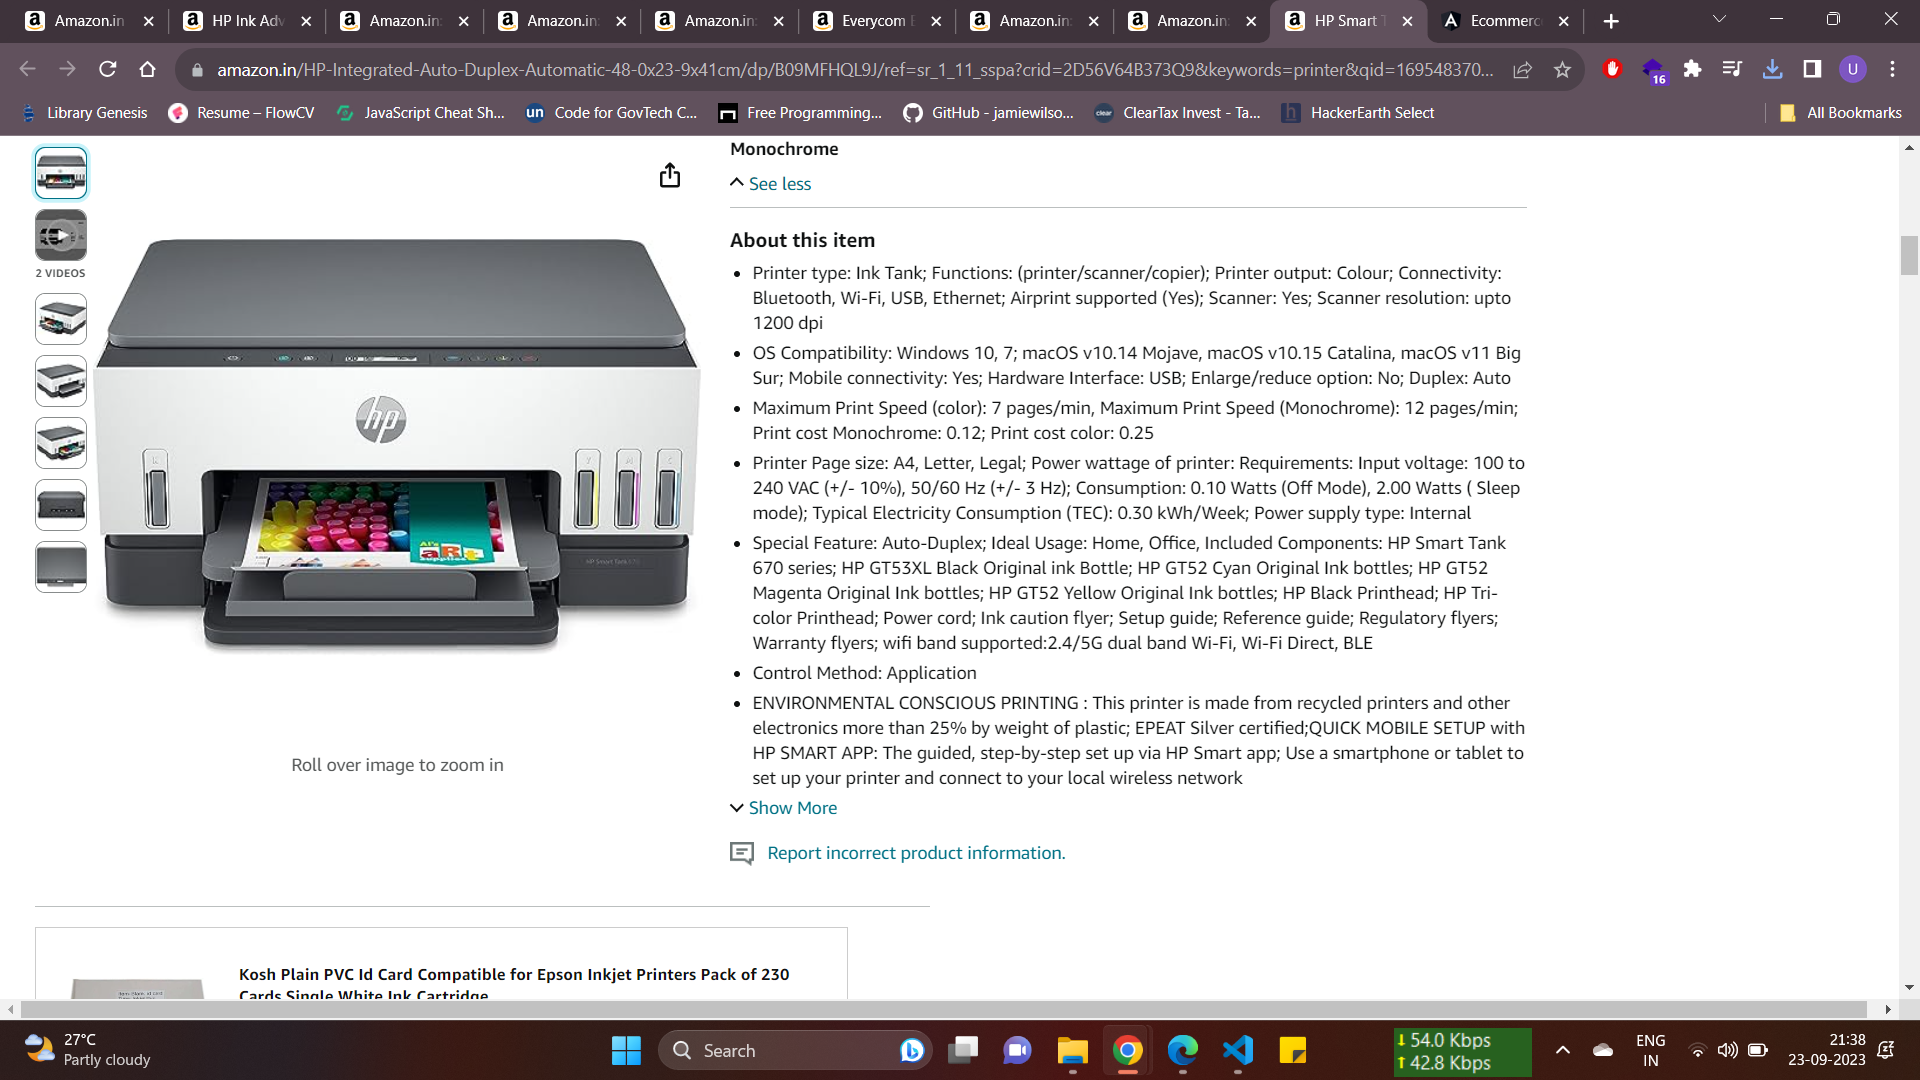 Amazon.in
HP Ink Adv
Amazon.in:
Amazon.in:
Amazon.in:
Everycom
Amazon.in:
Amazon.in:
HP Smart T
Ecommerc
amazon.in/HP-Integrated-Auto-Duplex-Automatic-48-0x23-9x41cm/dp/B09MFHQL9J/ref=sr_1_11_sspa?crid=2D56V64B373Q9&keywords=printer&qid=169548370...
16
U
Library Genesis
Resume – FlowCV
JavaScript Cheat Sh...
un
Code for GovTech C...
Free Programming...
GitHub - jamiewilso...
clear
ClearTax Invest - Ta...
h
HackerEarth Select
All Bookmarks
Monochrome
See less
2 VIDEOS
About this item
• Printer type: Ink Tank; Functions: (printer/scanner/copier); Printer output: Colour; Connectivity:
Bluetooth, Wi-Fi, USB, Ethernet; Airprint supported (Yes); Scanner: Yes; Scanner resolution: upto
1200 dpi
• OS Compatibility: Windows 10, 7; macOS v10.14 Mojave, macOS v10.15 Catalina, macOS v11 Big
Sur; Mobile connectivity: Yes; Hardware Interface: USB; Enlarge/reduce option: No; Duplex: Auto
• Maximum Print Speed (color): 7 pages/min, Maximum Print Speed (Monochrome): 12 pages/min;
Print cost Monochrome: 0.12; Print cost color: 0.25
• Printer Page size: A4, Letter, Legal; Power wattage of printer: Requirements: Input voltage: 100 to
240 VAC (+/- 10%), 50/60 Hz (+/- 3 Hz); Consumption: 0.10 Watts (Off Mode), 2.00 Watts ( Sleep
mode); Typical Electricity Consumption (TEC): 0.30 kWh/Week; Power supply type: Internal
• Special Feature: Auto-Duplex; Ideal Usage: Home, Office, Included Components: HP Smart Tank
670 series; HP GT53XL Black Original ink Bottle; HP GT52 Cyan Original Ink bottles; HP GT52
Magenta Original Ink bottles; HP GT52 Yellow Original Ink bottles; HP Black Printhead; HP Tri-
color Printhead; Power cord; Ink caution flyer; Setup guide; Reference guide; Regulatory flyers;
Warranty flyers; wifi band supported:2.4/5G dual band Wi-Fi, Wi-Fi Direct, BLE
• Control Method: Application
• ENVIRONMENTAL CONSCIOUS PRINTING : This printer is made from recycled printers and other
electronics more than 25% by weight of plastic; EPEAT Silver certified;QUICK MOBILE SETUP with
HP SMART APP: The guided, step-by-step set up via HP Smart app; Use a smartphone or tablet to
set up your printer and connect to your local wireless network
Show More
Report incorrect product information.
hp
Al's
aRt
supplies
HP Smart Tank 670
Roll over image to zoom in
Kosh Plain PVC Id Card Compatible for Epson Inkjet Printers Pack of 230
Cards Single White Ink Cartridge
27°C
Partly cloudy
Search
54.0 Kbps
42.8 Kbps
ENG
IN
21:38
23-09-2023